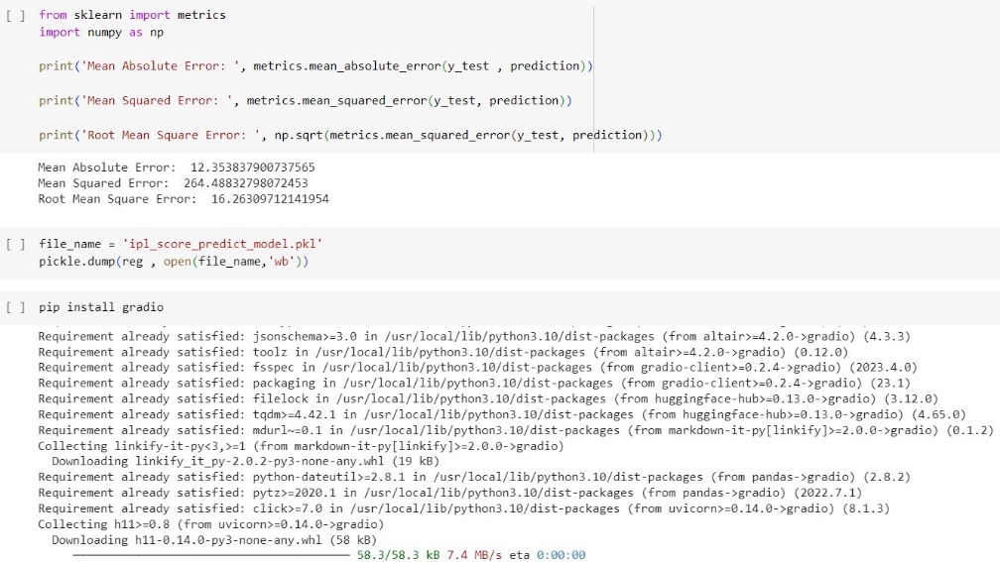 [ ] from sklearn import metrics
import numpy as np
print('Mean Absolute Error: ', metrics.mean_absolute_error(y_test , prediction))
print('Mean Squared Error: ', metrics.mean_squared_error(y_test, prediction))
print('Root Mean Square Error: ', np.sqrt(metrics.mean_squared_error(y_test, prediction)))
Mean Absolute Error:  12.353837900737565
Mean Squared Error:  264.48832798072453
Root Mean Square Error:  16.26309712141954
[ ] file_name = 'ipl_score_predict_model.pkl'
pickle.dump(reg , open(file_name,'wb'))
[ ] pip install gradio
Requirement already satisfied: jsonschema>=3.0 in /usr/local/lib/python3.10/dist-packages (from altair>=4.2.0->gradio) (4.3.3)
Requirement already satisfied: toolz in /usr/local/lib/python3.10/dist-packages (from altair>=4.2.0->gradio) (0.12.0)
Requirement already satisfied: fsspec in /usr/local/lib/python3.10/dist-packages (from gradio-client>=0.2.4->gradio) (2023.4.0)
Requirement already satisfied: packaging in /usr/local/lib/python3.10/dist-packages (from gradio-client>=0.2.4->gradio) (23.1)
Requirement already satisfied: filelock in /usr/local/lib/python3.10/dist-packages (from huggingface-hub>=0.13.0->gradio) (3.12.0)
Requirement already satisfied: tqdm>=4.42.1 in /usr/local/lib/python3.10/dist-packages (from huggingface-hub>=0.13.0->gradio) (4.65.0)
Requirement already satisfied: mdurl~=0.1 in /usr/local/lib/python3.10/dist-packages (from markdown-it-py[linkify]>=2.0.0->gradio) (0.1.2)
Collecting linkify-it-py<3,>=1 (from markdown-it-py[linkify]>=2.0.0->gradio)
Downloading linkify_it_py-2.0.2-py3-none-any.whl (19 kB)
Requirement already satisfied: python-dateutil>=2.8.1 in /usr/local/lib/python3.10/dist-packages (from pandas->gradio) (2.8.2)
Requirement already satisfied: pytz>=2020.1 in /usr/local/lib/python3.10/dist-packages (from pandas->gradio) (2022.7.1)
Requirement already satisfied: click>=7.0 in /usr/local/lib/python3.10/dist-packages (from uvicorn>=0.14.0->gradio) (8.1.3)
Collecting h11>=0.8 (from uvicorn>=0.14.0->gradio)
Downloading h11-0.14.0-py3-none-any.whl (58 kB)
58.3/58.3 kB 7.4 MB/s eta 0:00:00